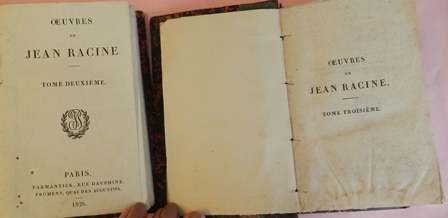 ŒUVRES
DE
JEAN RACINE.
TOME DEUXIÈME.
PARIS,
PARMANTIER, RUE DAUPHINE.
FROMENT, QUAI DES AUGUSTINS.
1826.
ŒUVRES
DE
JEAN RACINE.
TOME TROISIÈME.